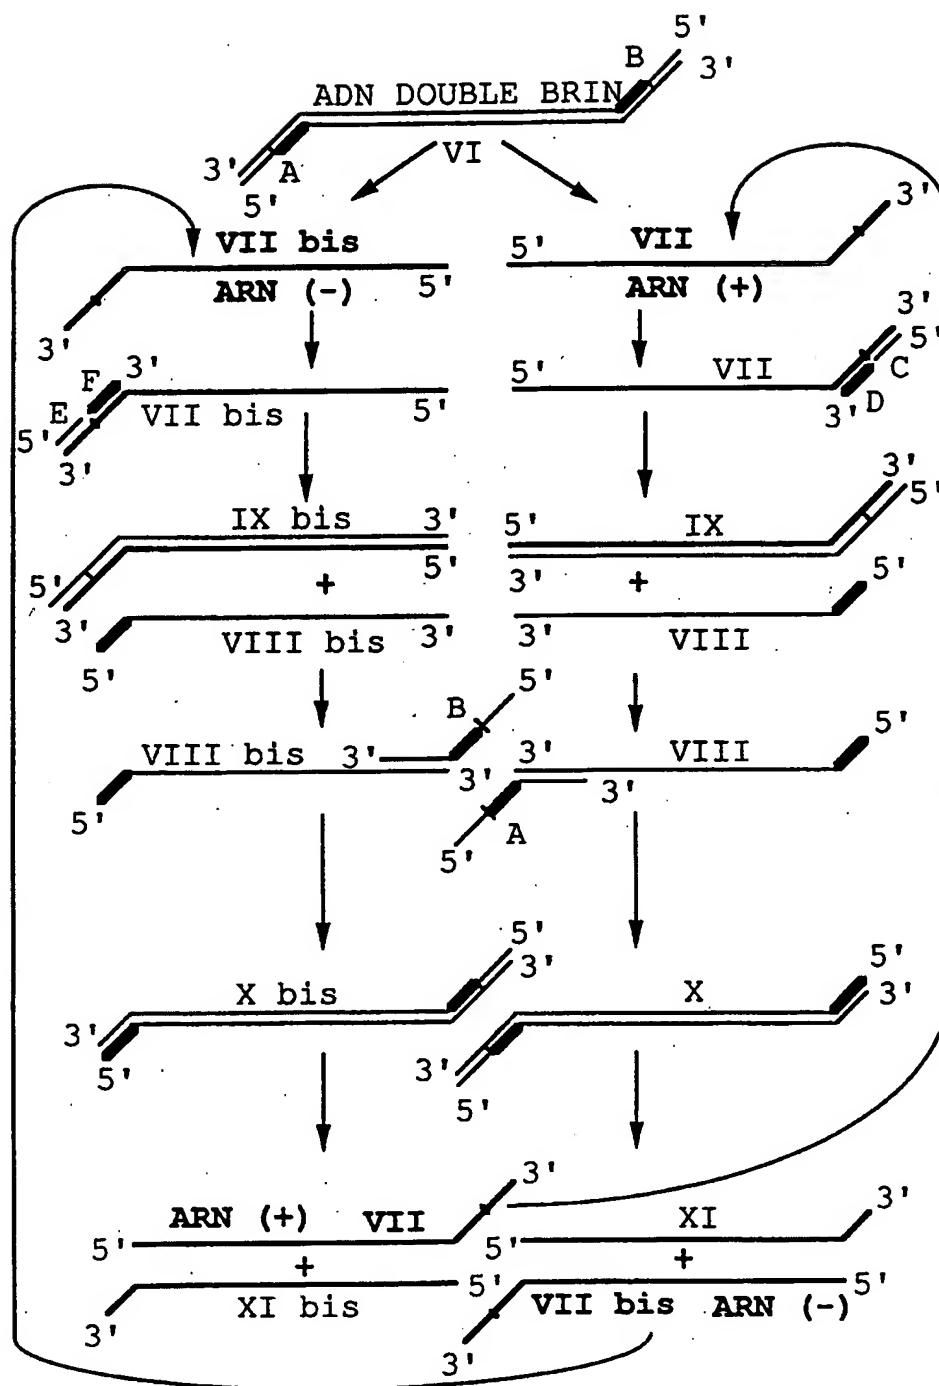 5'
B
3'
ADN DOUBLE BRIN
3'
A
VI
5'
3'
VII bis
5'
VII
ARN (-)
5'
ARN (+)
3'
3'
5'
F
3'
5'
VII
C
E
VII bis
5'
3'
D
5'
3'
3'
IX bis
3'
5'
IX
5'
5'
5'
3'
+
3'
+
5'
VIII bis
3'
3'
VIII
5'
5'
B
5'
VIII bis
3'
3'
VIII
3'
3'
5'
A
5'
5'
3'
5'
X bis
X
3'
3'
5'
3'
5'
3'
ARN (+)
VII
XI
3'
5'
5'
+
+
XI bis
5'
VII bis
ARN (-)
5'
3'
3'